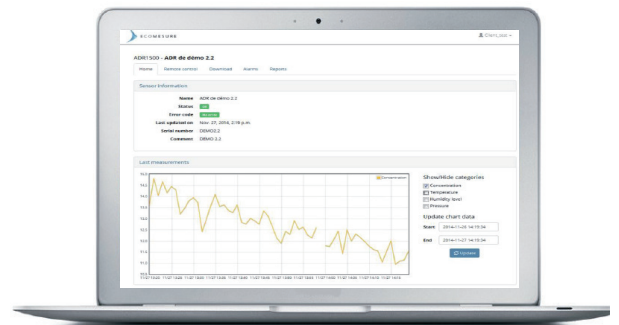 ECOMESURE
ADR1500 - ADR de démo 2.2
Home Remote control Download Alarms Reports
Sensor Information
Name ADR de démo 2.2
Status
Error code
Last updated on Nov. 27, 2014, 2:19 p.m.
Serial number DEMO2.2
Comment DEMO 2.2
Last measurements
Concentration
Show/Hide categories
Concentration
Temperature
Humidity level
Pressure
Update chart data
Start 2014-11-26 14:19:34
End 2014-11-27 14:19:34
Update